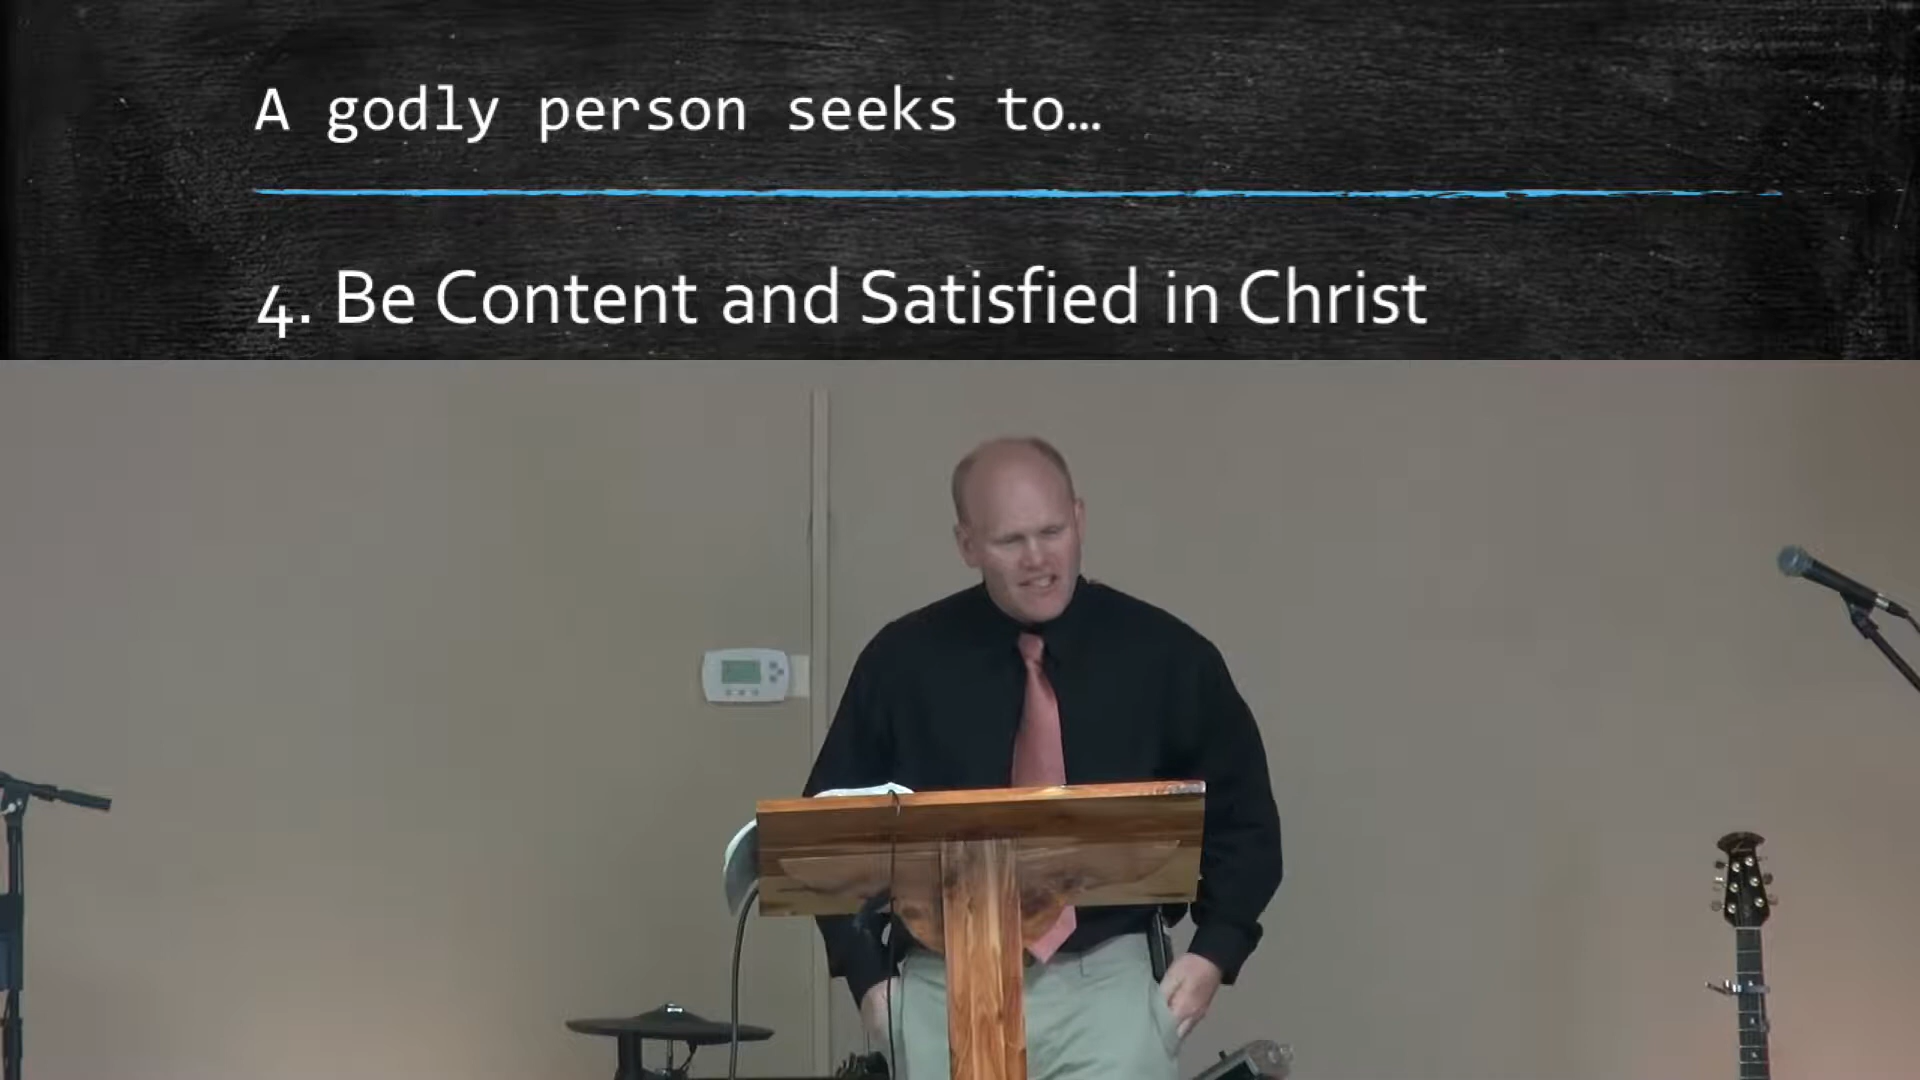 A godly person seeks to…
4. Be Content and Satisfied in Christ